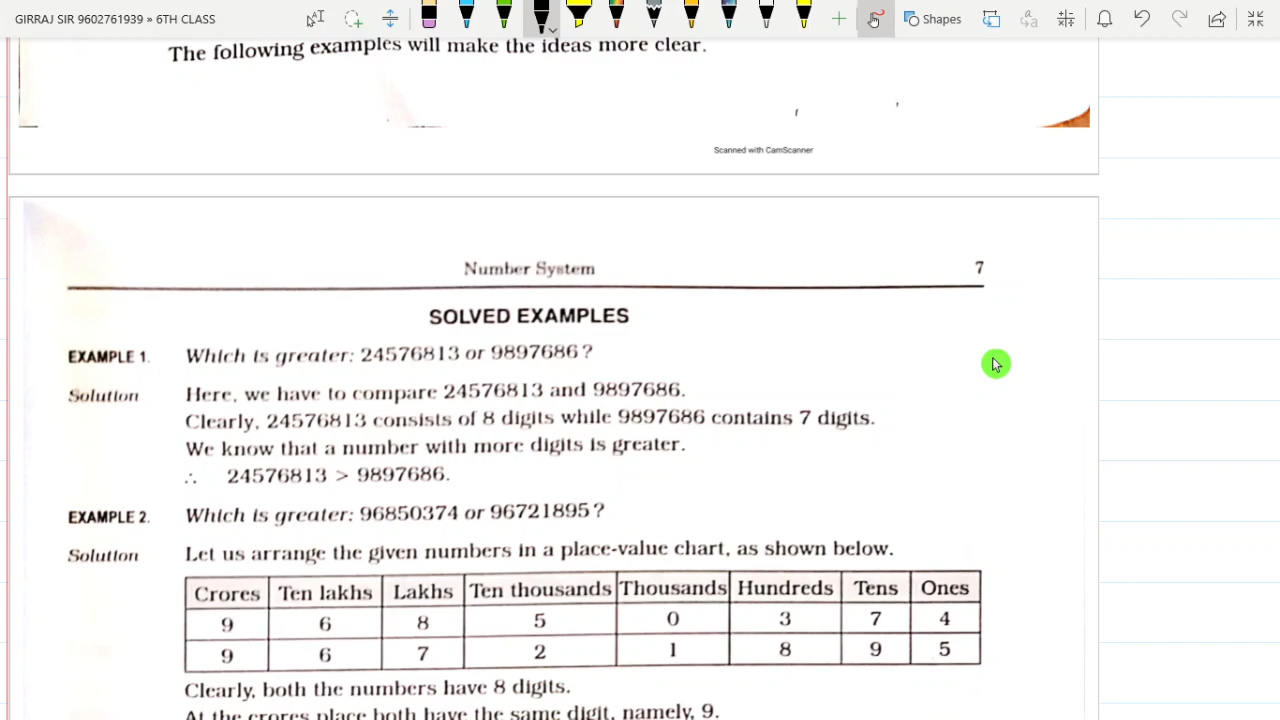 GIRRAJ SIR 9602761939 » 6TH CLASS
Shapes
The following examples will make the ideas more clear.
Scanned with CamScanner
Number System 7
SOLVED EXAMPLES
EXAMPLE 1. Which is greater: 24576813 or 9897686?
Solution Here, we have to compare 24576813 and 9897686.
Clearly, 24576813 consists of 8 digits while 9897686 contains 7 digits.
We know that a number with more digits is greater.
∴ 24576813 > 9897686.
EXAMPLE 2. Which is greater: 96850374 or 96721895?
Solution Let us arrange the given numbers in a place-value chart, as shown below.
Crores Ten lakhs Lakhs Ten thousands Thousands Hundreds Tens Ones
9 6 8 5 0 3 7 4
9 6 7 2 1 8 9 5
Clearly, both the numbers have 8 digits.
At the crores place both have the same digit, namely, 9.